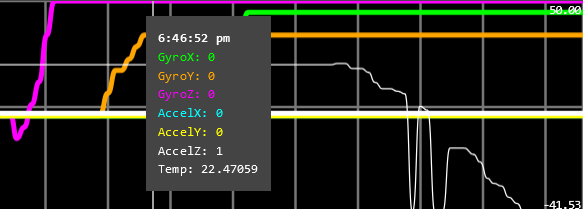 50.00
6:46:52 pm
GyroX: 0
GyroY: 0
GyroZ: 0
AccelX: 0
AccelY: 0
AccelZ: 1
Temp: 22.47059
-41.53